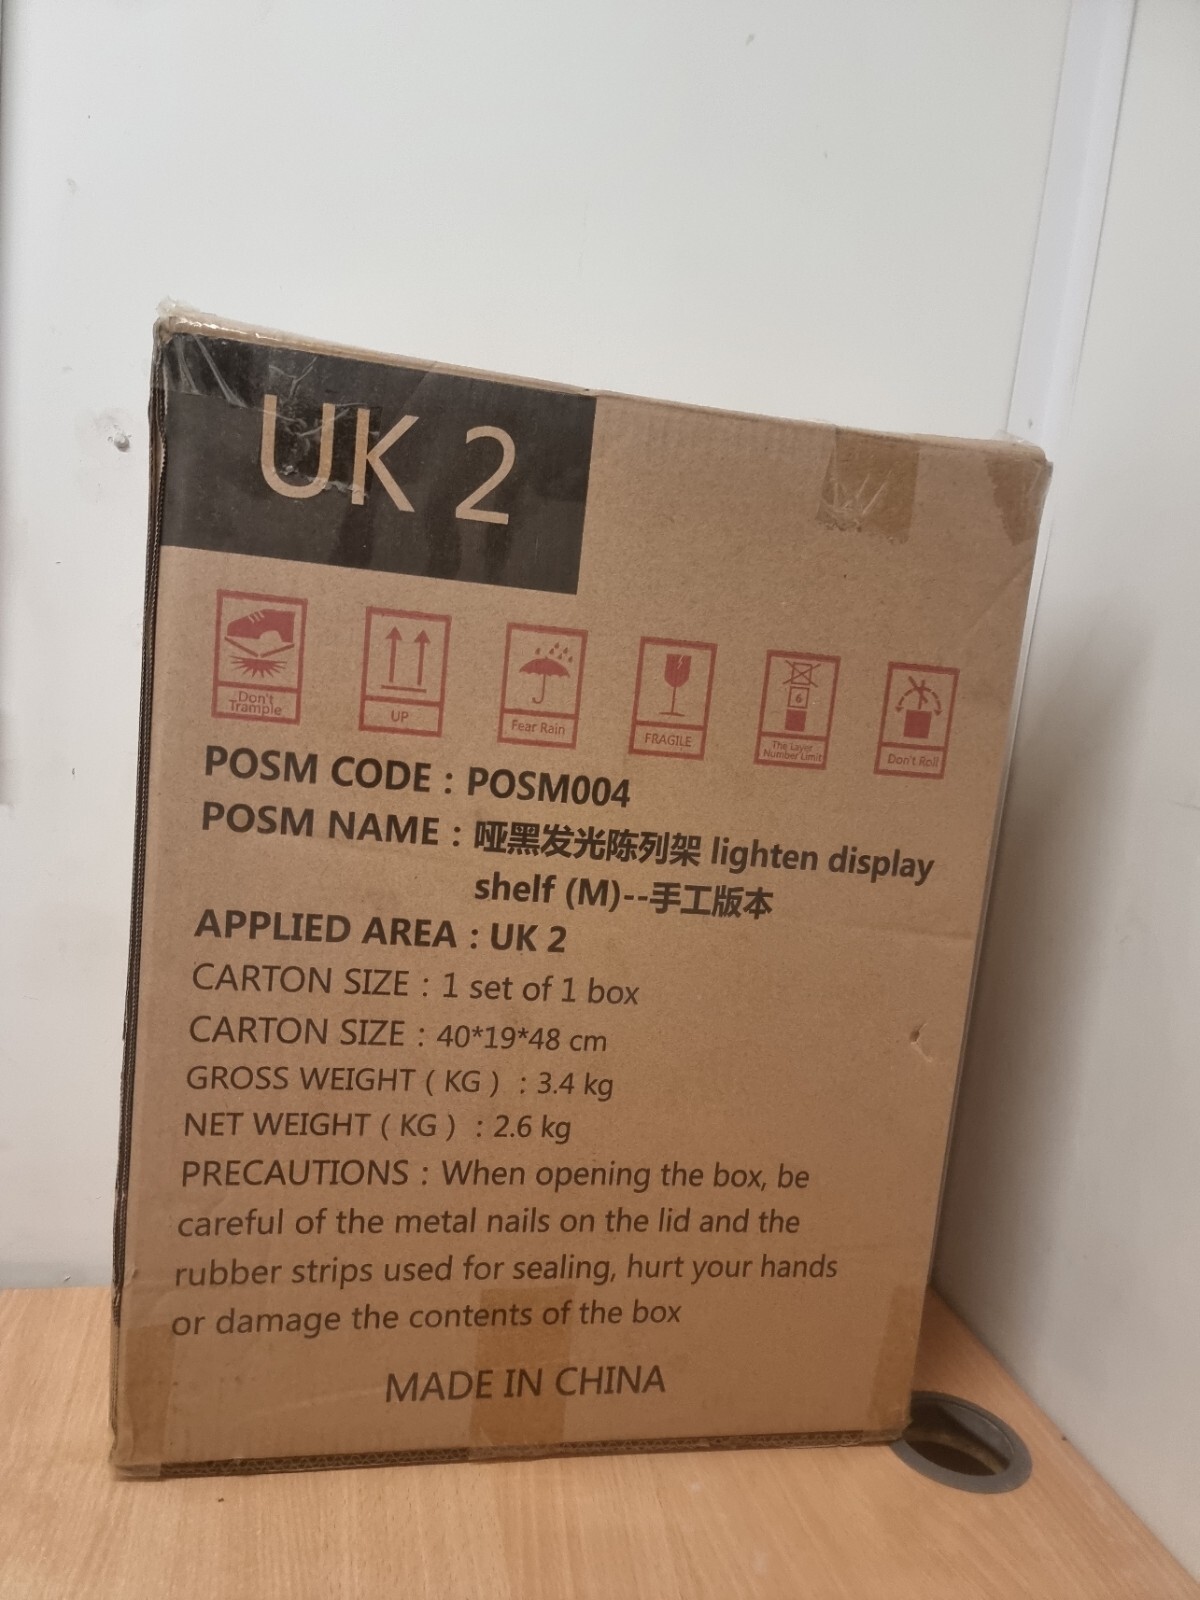 UK 2
Don't
Trample
UP
Fear Rain
FRAGILE
6
The Layer
Number Limit
Don't Roll
POSM CODE：POSM004
POSM NAME：哑黑发光陈列架 lighten display
shelf (M)--手工版本
APPLIED AREA：UK 2
CARTON SIZE：1 set of 1 box
CARTON SIZE：40*19*48 cm
GROSS WEIGHT（KG）：3.4 kg
NET WEIGHT（KG）：2.6 kg
PRECAUTIONS：When opening the box, be
careful of the metal nails on the lid and the
rubber strips used for sealing, hurt your hands
or damage the contents of the box
MADE IN CHINA